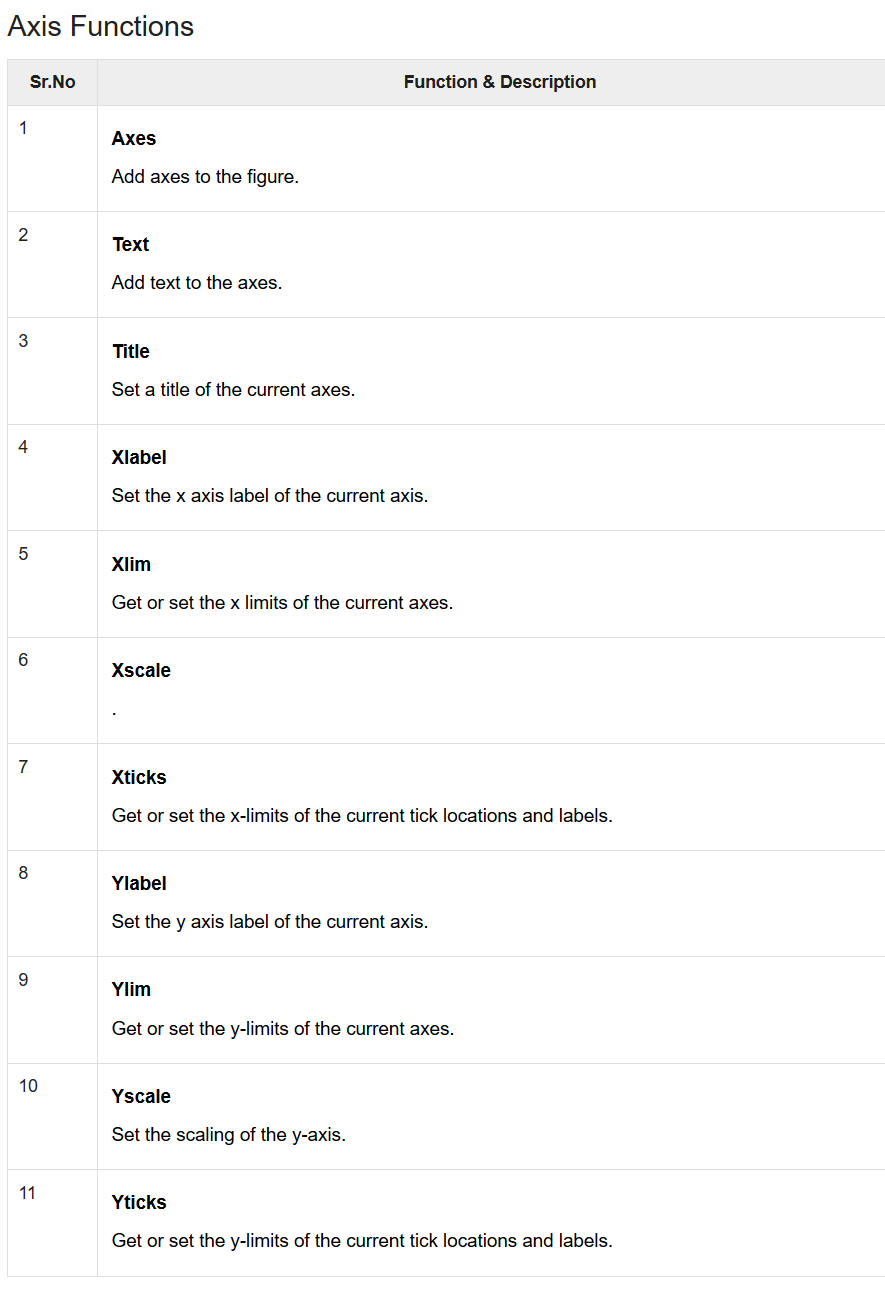 Axis Functions
Sr.No Function & Description
1
Axes
Add axes to the figure.
2
Text
Add text to the axes.
3
Title
Set a title of the current axes.
4
Xlabel
Set the x axis label of the current axis.
5
Xlim
Get or set the x limits of the current axes.
6
Xscale
.
7
Xticks
Get or set the x-limits of the current tick locations and labels.
8
Ylabel
Set the y axis label of the current axis.
9
Ylim
Get or set the y-limits of the current axes.
10
Yscale
Set the scaling of the y-axis.
11
Yticks
Get or set the y-limits of the current tick locations and labels.